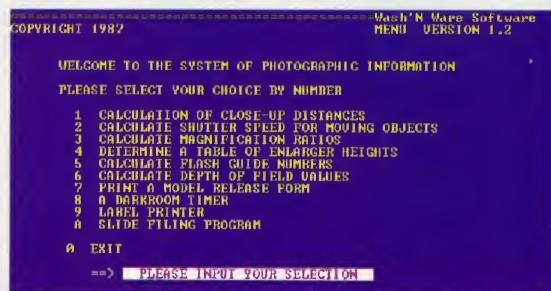 Wash'N Ware Software
COPYRIGHT 1987 MENU VERSION 1.2
WELCOME TO THE SYSTEM OF PHOTOGRAPHIC INFORMATION
PLEASE SELECT YOUR CHOICE BY NUMBER
1 CALCULATION OF CLOSE-UP DISTANCES
2 CALCULATE SHUTTER SPEED FOR MOVING OBJECTS
3 CALCULATE MAGNIFICATION RATIOS
4 DETERMINE A TABLE OF ENLARGER HEIGHTS
5 CALCULATE FLASH GUIDE NUMBERS
6 CALCULATE DEPTH OF FIELD VALUES
7 PRINT A MODEL RELEASE FORM
8 A DARKROOM TIMER
9 LABEL PRINTER
A SLIDE FILING PROGRAM
0 EXIT
==> PLEASE INPUT YOUR SELECTION